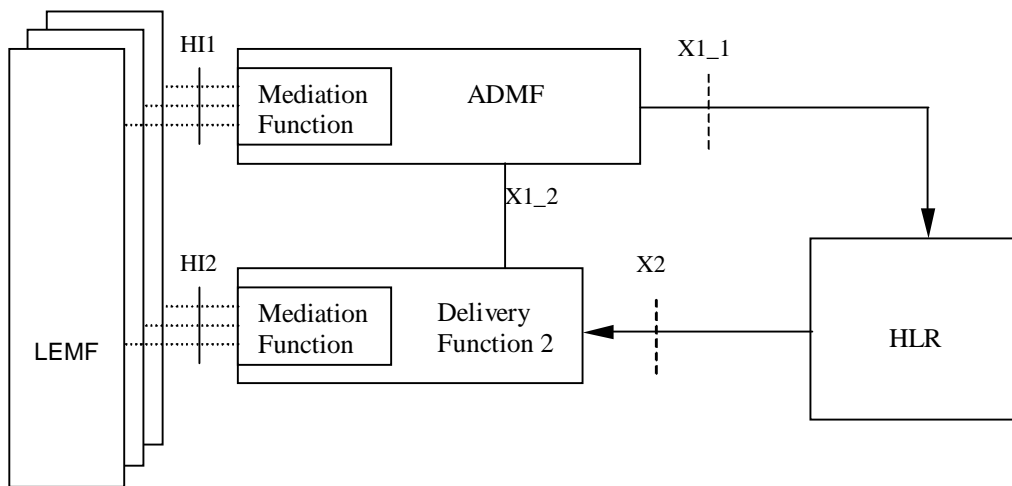 HI1
X1_1
Mediation
Function
ADMF
X1_2
HI2
X2
Mediation
Function
Delivery
Function 2
LEMF
HLR